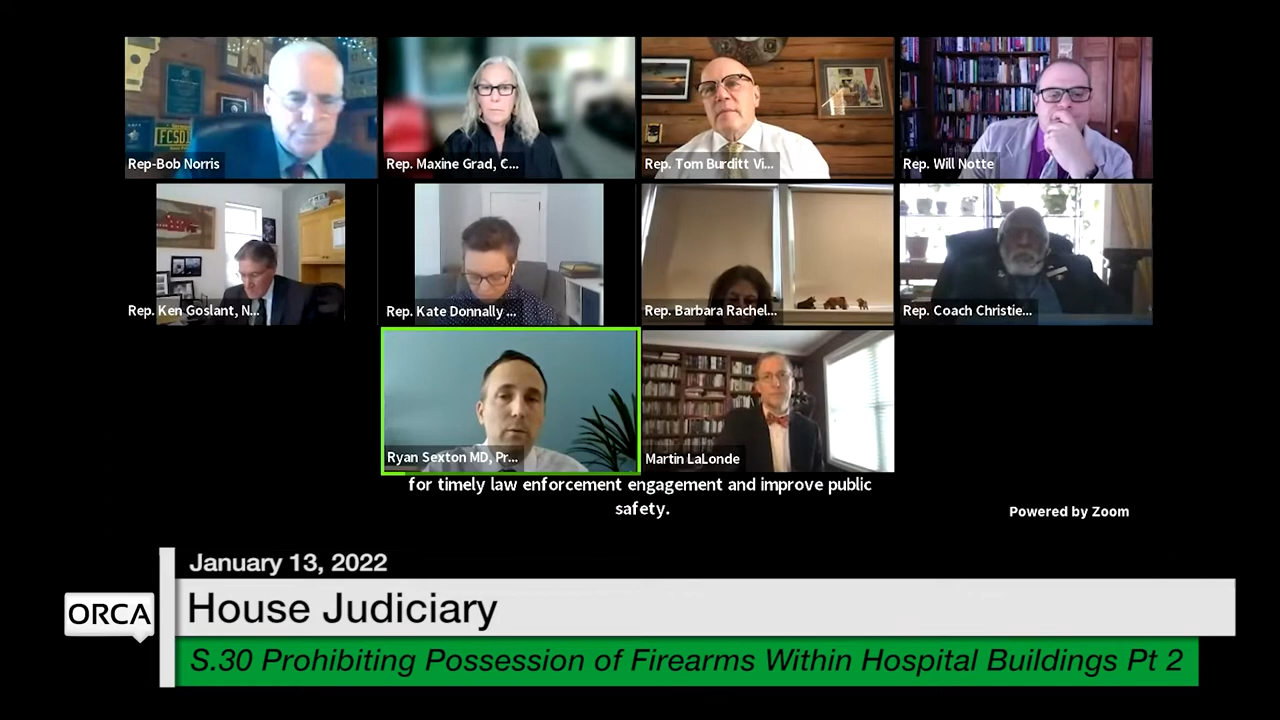 FCSD
Rep-Bob Norris
Rep. Maxine Grad, C...
Rep. Tom Burditt Vi...
Rep. Will Notte
Rep. Ken Goslant, N...
Rep. Kate Donnally ...
Rep. Barbara Rachel...
Rep. Coach Christie...
Ryan Sexton MD, Pr...
Martin LaLonde
for timely law enforcement engagement and improve public
safety.
Powered by Zoom
January 13, 2022
ORCA
House Judiciary
S.30 Prohibiting Possession of Firearms Within Hospital Buildings Pt 2